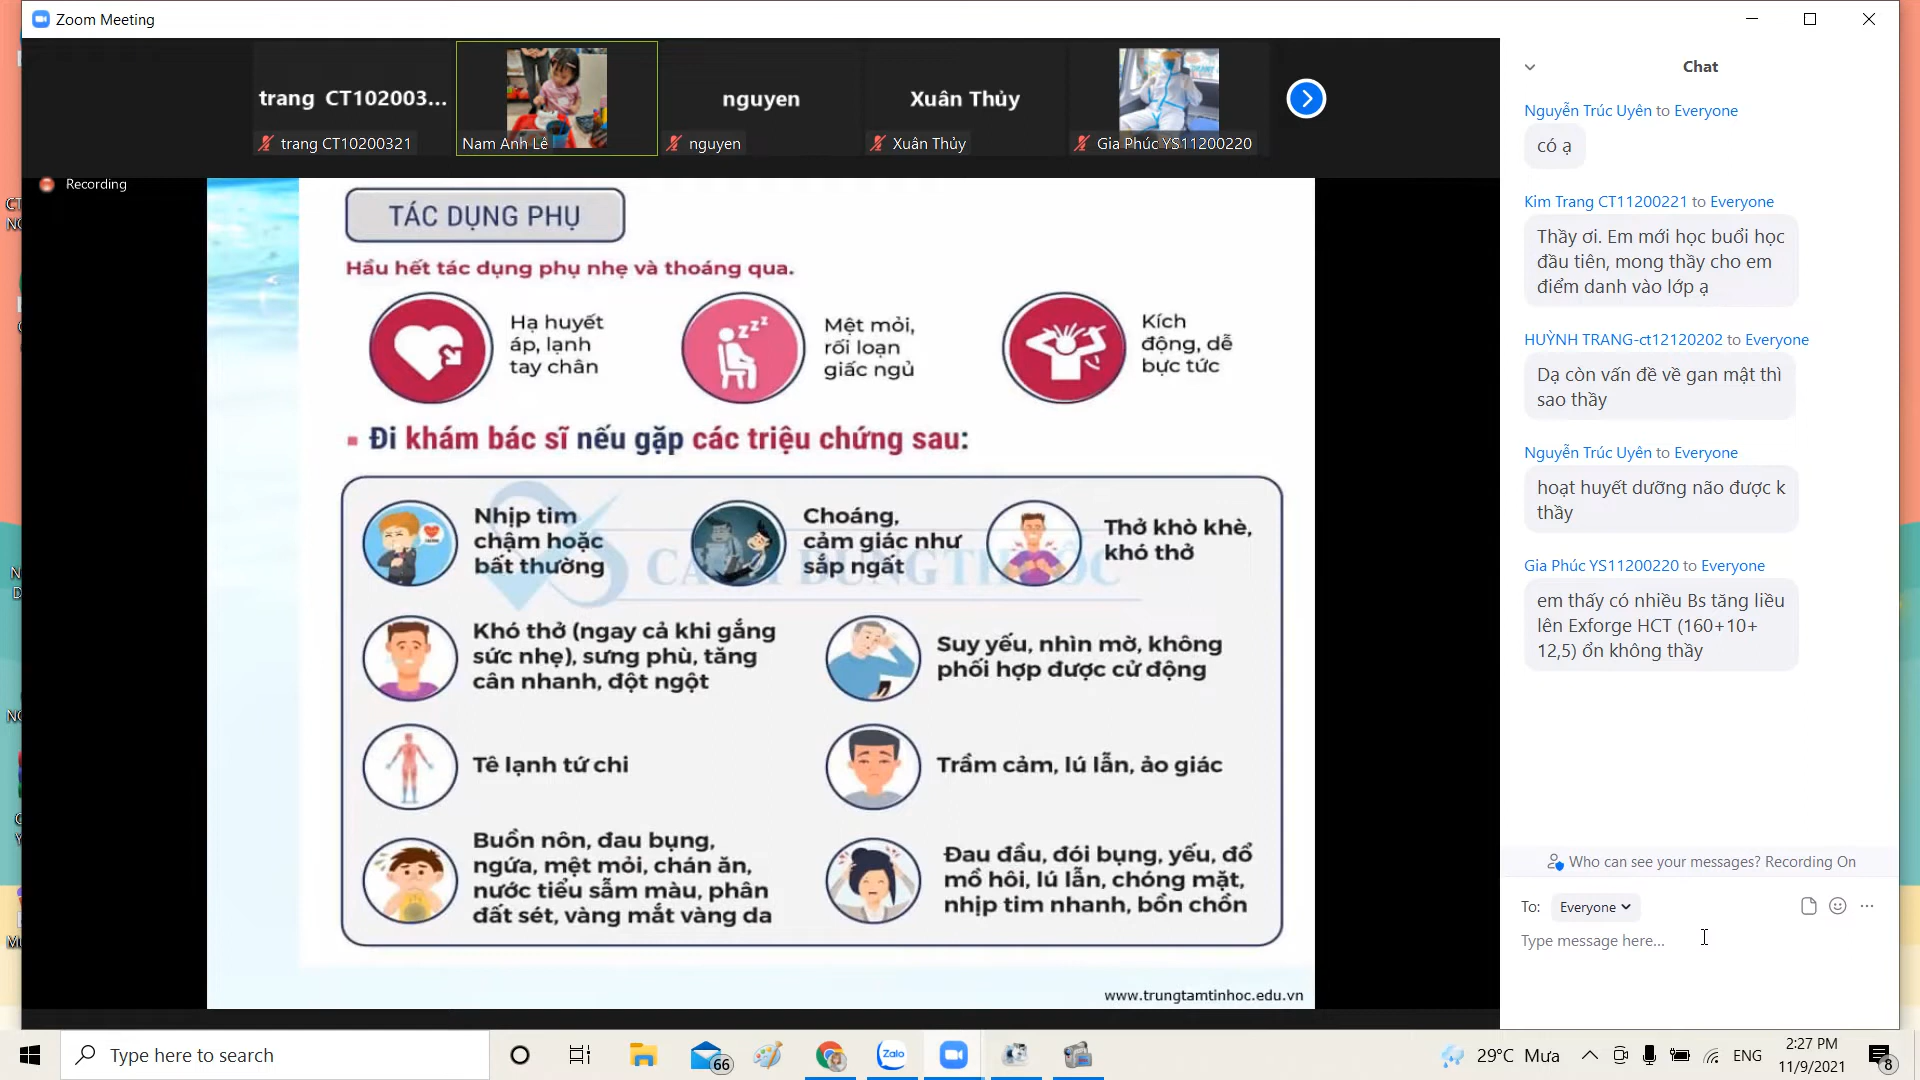 Zoom Meeting
trang CT102003...
nguyen
Xuân Thủy
trang CT10200321
Nam Anh Lê
nguyen
Xuân Thủy
Gia Phúc YS11200220
Recording
TÁC DỤNG PHỤ
Hầu hết tác dụng phụ nhẹ và thoáng qua.
Hạ huyết
áp, lạnh
tay chân
Mệt mỏi,
rối loạn
giấc ngủ
Kích
động, dễ
bực tức
Đi khám bác sĩ nếu gặp các triệu chứng sau:
Nhịp tim
chậm hoặc
bất thường
Choáng,
cảm giác như
sắp ngất
Thở khò khè,
khó thở
Khó thở (ngay cả khi gắng
sức nhẹ), sưng phù, tăng
cân nhanh, đột ngột
Suy yếu, nhìn mờ, không
phối hợp được cử động
Tê lạnh tứ chi
Trầm cảm, lú lẫn, ảo giác
Buồn nôn, đau bụng,
ngứa, mệt mỏi, chán ăn,
nước tiểu sẫm màu, phân
đất sét, vàng mắt vàng da
Đau đầu, đói bụng, yếu, đổ
mồ hôi, lú lẫn, chóng mặt,
nhịp tim nhanh, bồn chồn
www.trungtamtinhoc.edu.vn
Chat
Nguyễn Trúc Uyên to Everyone
có ạ
Kim Trang CT11200221 to Everyone
Thầy ơi. Em mới học buổi học
đầu tiên, mong thầy cho em
điểm danh vào lớp ạ
HUỲNH TRANG-ct12120202 to Everyone
Dạ còn vấn đề về gan mật thì
sao thầy
Nguyễn Trúc Uyên to Everyone
hoạt huyết dưỡng não được k
thầy
Gia Phúc YS11200220 to Everyone
em thấy có nhiều Bs tăng liều
lên Exforge HCT (160+10+
12,5) ổn không thầy
Who can see your messages? Recording On
To: Everyone
Type message here...
Type here to search
66
Zalo
29°C Mưa
ENG
2:27 PM
11/9/2021
8